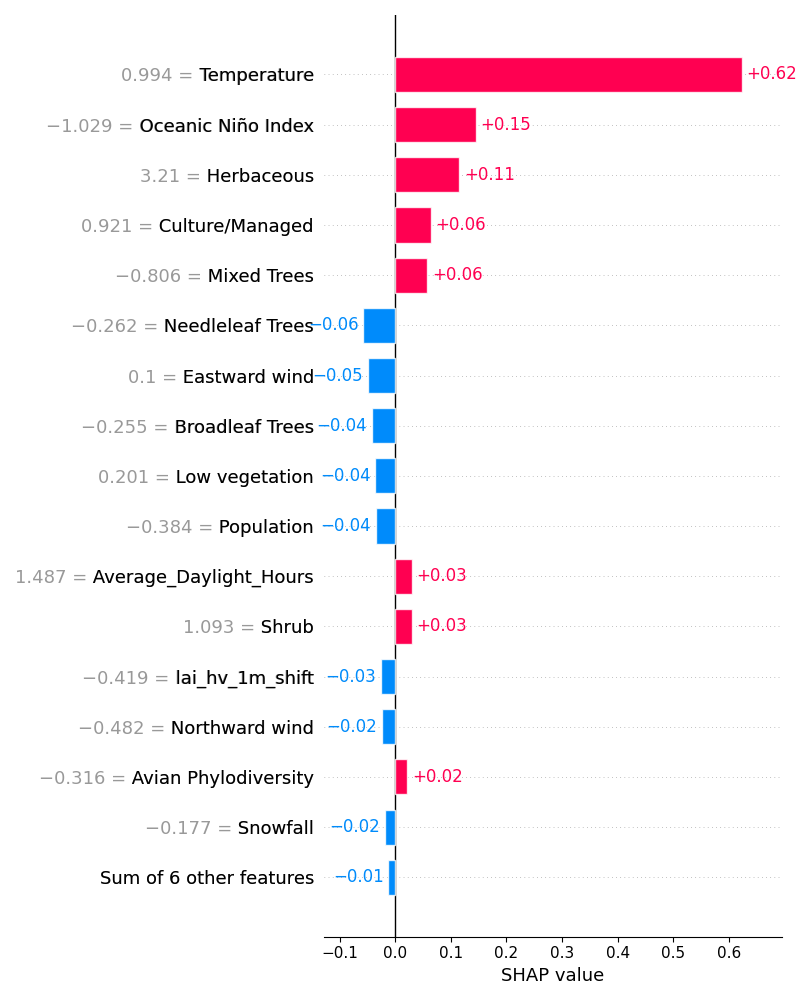 0.994 = Temperature +0.62
−1.029 = Oceanic Niño Index +0.15
3.21 = Herbaceous +0.11
0.921 = Culture/Managed +0.06
−0.806 = Mixed Trees +0.06
−0.262 = Needleleaf Trees −0.06
0.1 = Eastward wind −0.05
−0.255 = Broadleaf Trees −0.04
0.201 = Low vegetation −0.04
−0.384 = Population −0.04
1.487 = Average_Daylight_Hours +0.03
1.093 = Shrub +0.03
−0.419 = lai_hv_1m_shift −0.03
−0.482 = Northward wind −0.02
−0.316 = Avian Phylodiversity +0.02
−0.177 = Snowfall −0.02
Sum of 6 other features −0.01
−0.1 0.0 0.1 0.2 0.3 0.4 0.5 0.6
SHAP value